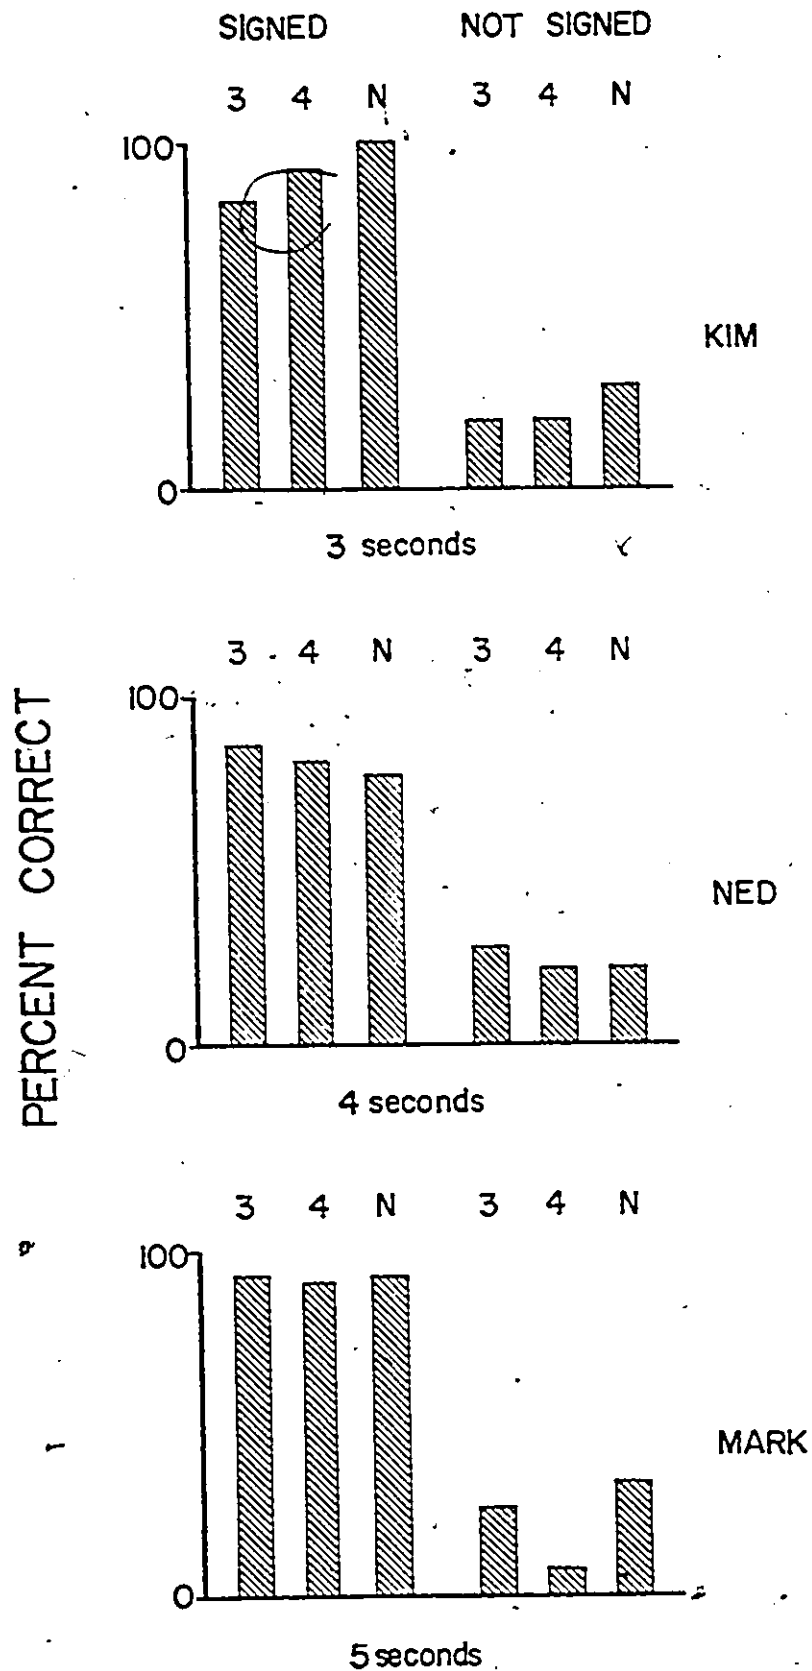 SIGNED NOT SIGNED
3 4 N 3 4 N
100
KIM
0
3 seconds
3 4 N 3 4 N
100
PERCENT CORRECT
NED
0
4 seconds
3 4 N 3 4 N
100
MARK
0
5 seconds